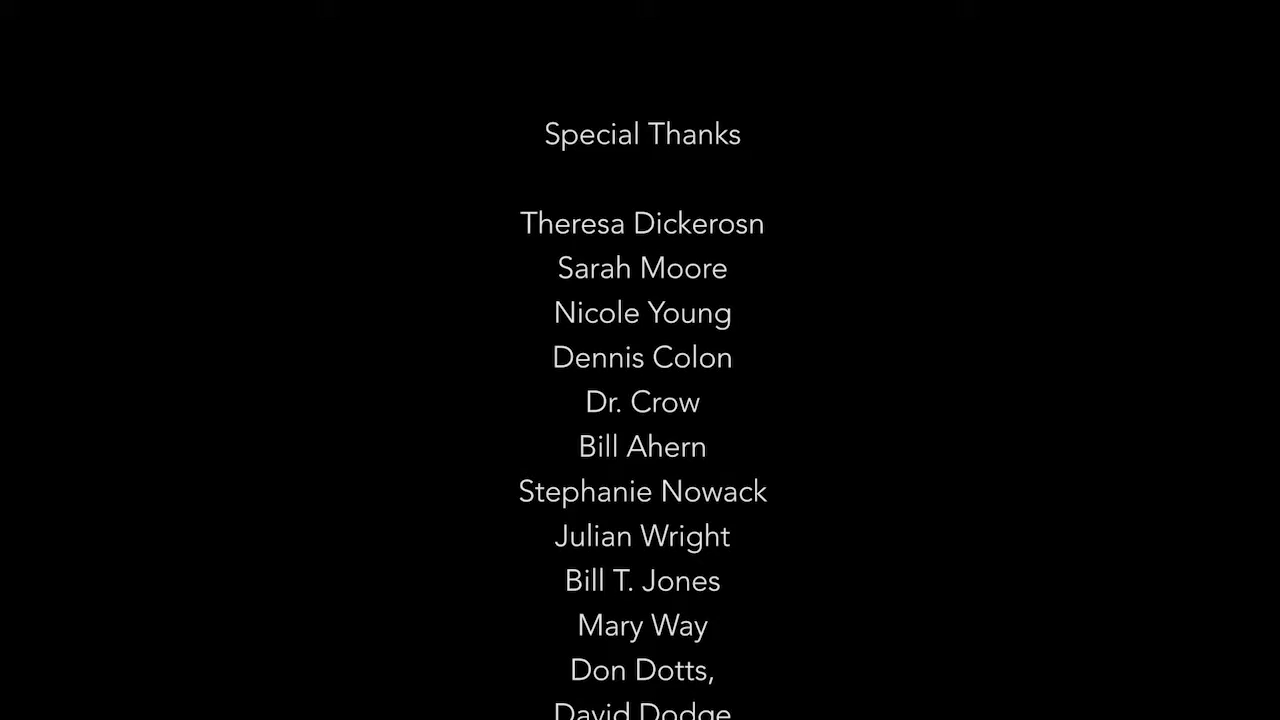 Special Thanks
Theresa Dickerosn
Sarah Moore
Nicole Young
Dennis Colon
Dr. Crow
Bill Ahern
Stephanie Nowack
Julian Wright
Bill T. Jones
Mary Way
Don Dotts,
David Dodge